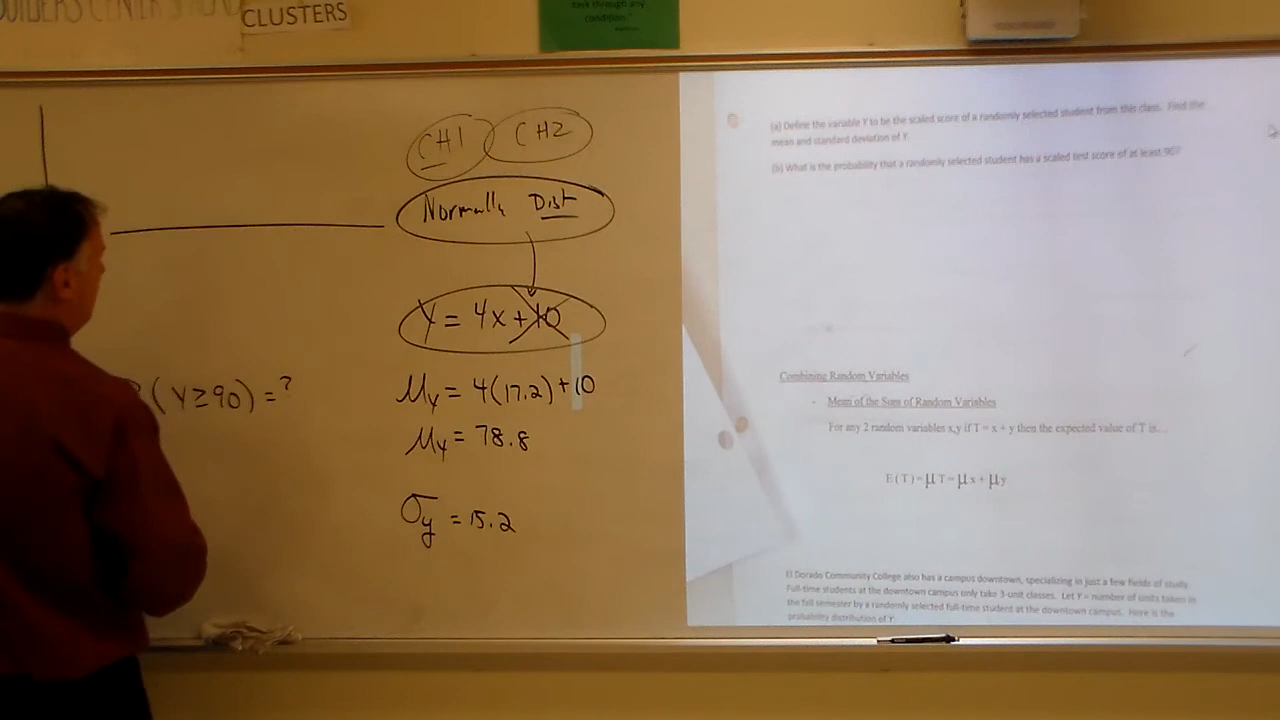 CLUSTERS
task through any
condition."
CH1 CH2
Normally Dist
Y = 4x+10
(Y≥90) = ?
μy = 4(17.2)+10
μy = 78.8
σy = 15.2
(a) Define the variable Y to be the scaled score of a randomly selected student from this class. Find the
mean and standard deviation of Y.
(b) What is the probability that a randomly selected student has a scaled test score of at least 90?
Combining Random Variables
- Mean of the Sum of Random Variables
For any 2 random variables x,y if T = x + y then the expected value of T is...
E(T) = μT = μx + μy
El Dorado Community College also has a campus downtown, specializing in just a few fields of study.
Full-time students at the downtown campus only take 3-unit classes. Let Y = number of units taken in
the fall semester by a randomly selected full-time student at the downtown campus. Here is the
probability distribution of Y